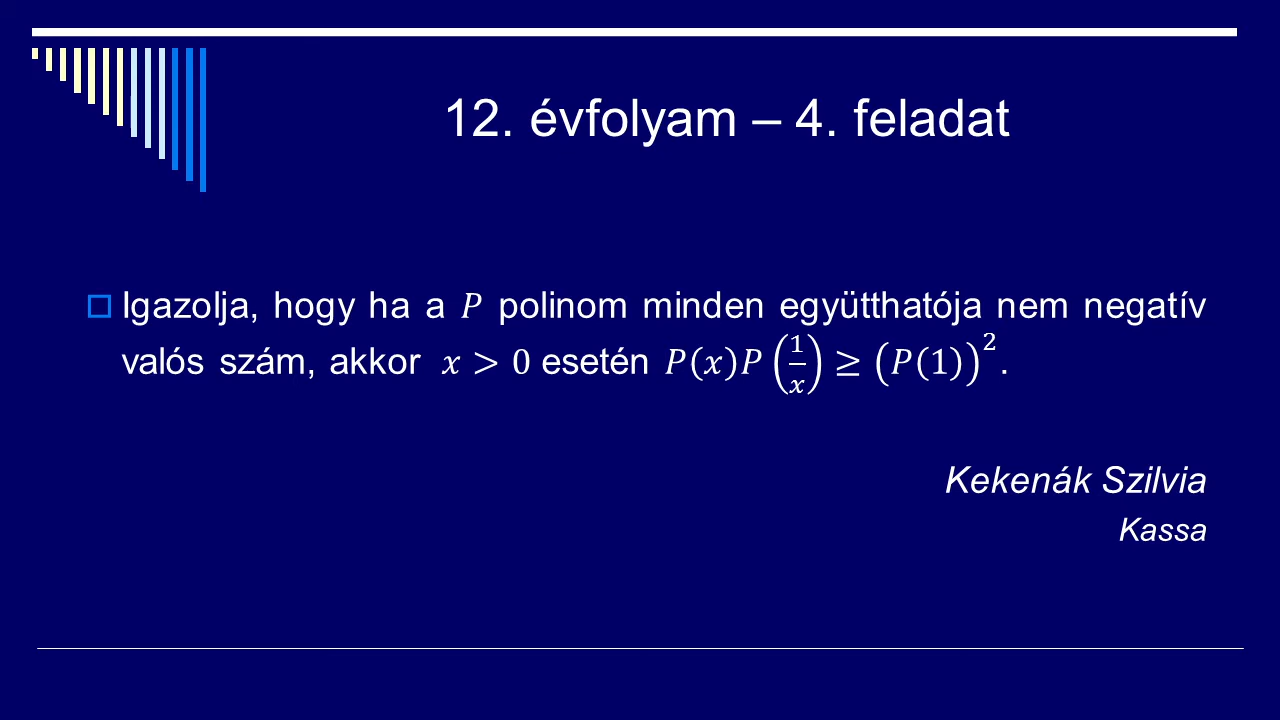 12. évfolyam – 4. feladat
Igazolja, hogy ha a 𝑃 polinom minden együtthatója nem negatív
valós szám, akkor 𝑥 > 0 esetén 𝑃(𝑥)𝑃(1/𝑥) ≥ (𝑃(1))².
Kekenák Szilvia
Kassa